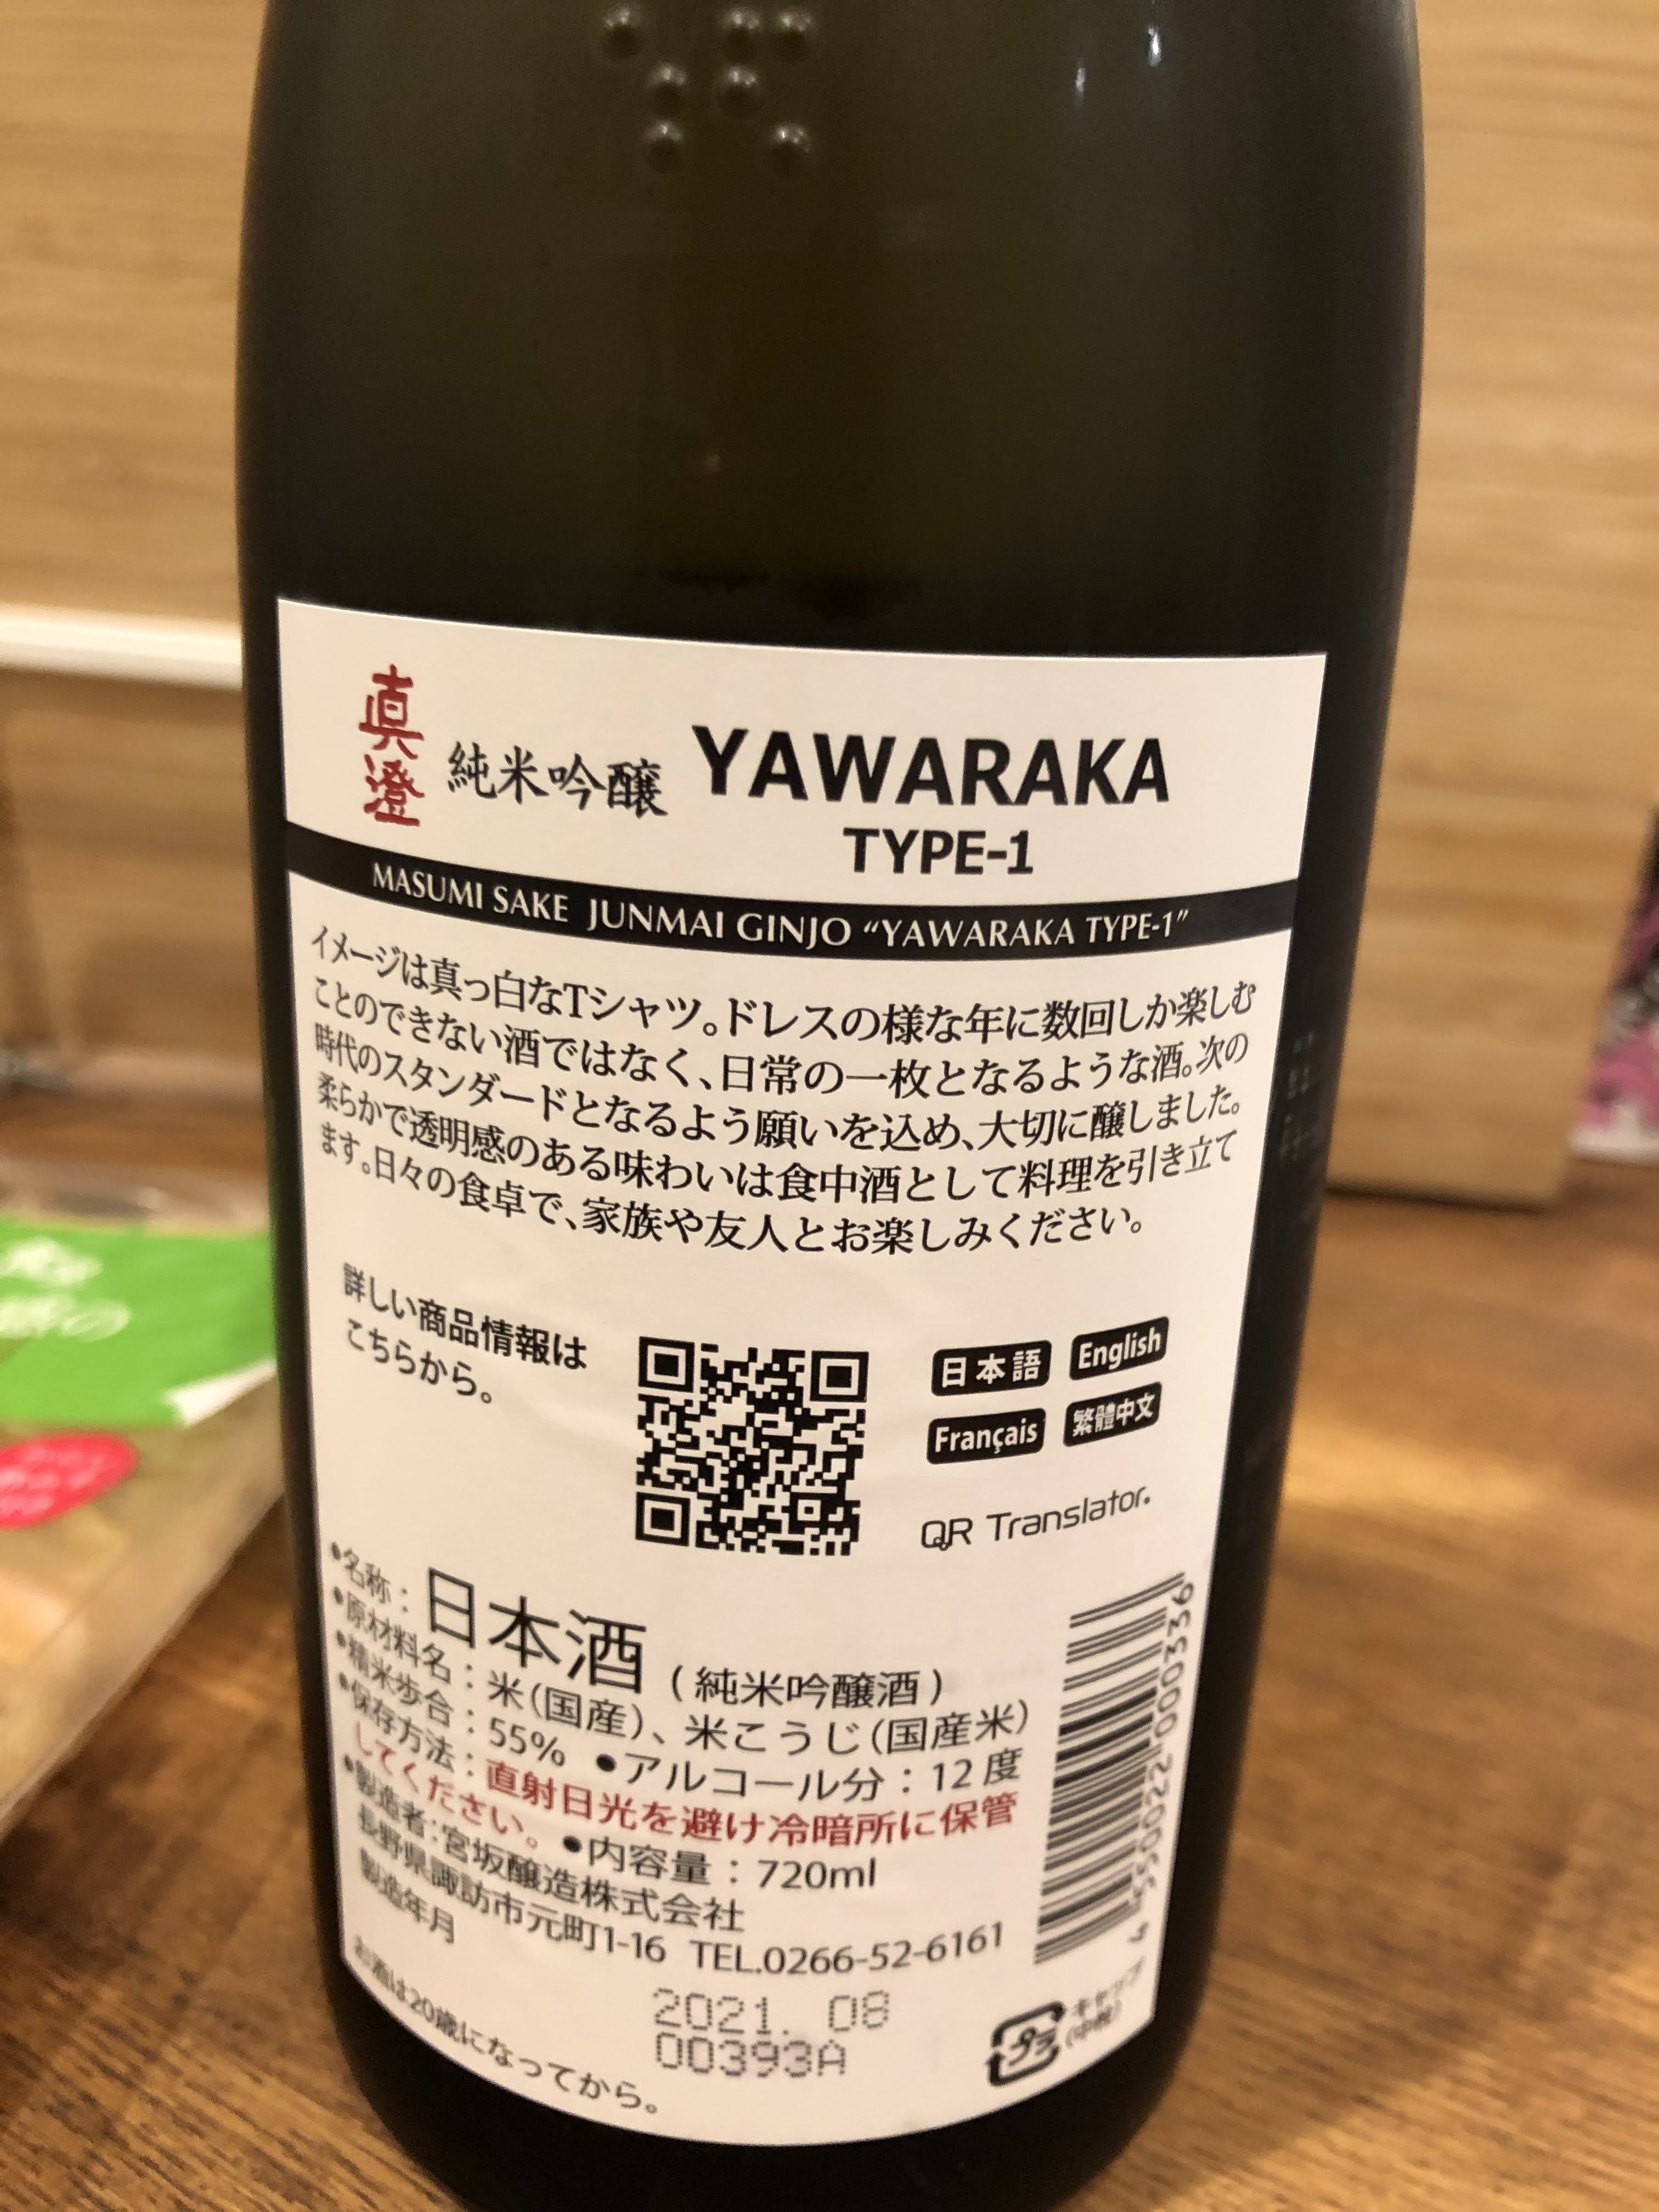 真澄
純米吟醸 YAWARAKA
TYPE-1
MASUMI SAKE JUNMAI GINJO “YAWARAKA TYPE-1”
イメージは真っ白なTシャツ。ドレスの様な年に数回しか楽しむ
ことのできない酒ではなく、日常の一枚となるような酒。次の
時代のスタンダードとなるよう願いを込め、大切に醸しました。
柔らかで透明感のある味わいは食中酒として料理を引き立て
ます。日々の食卓で、家族や友人とお楽しみください。
詳しい商品情報は
こちらから。
日本語 English
Français 繁體中文
QR Translator.
●名称：日本酒（純米吟醸酒）
●原材料名：米（国産）、米こうじ（国産米）
●精米歩合：55% ●アルコール分：12度
●保存方法：直射日光を避け冷暗所に保管
してください。 ●内容量：720ml
●製造者：宮坂醸造株式会社
長野県諏訪市元町1-16 TEL.0266-52-6161
製造年月
2021. 08
00393A
お酒は20歳になってから。
4 550022 000336
プラ
キャップ